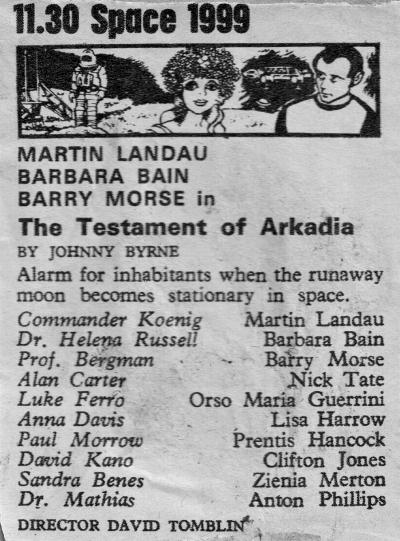 11.30 Space 1999
MARTIN LANDAU
BARBARA BAIN
BARRY MORSE in
The Testament of Arkadia
BY JOHNNY BYRNE
Alarm for inhabitants when the runaway
moon becomes stationary in space.
Commander Koenig Martin Landau
Dr. Helena Russell Barbara Bain
Prof. Bergman Barry Morse
Alan Carter Nick Tate
Luke Ferro Orso Maria Guerrini
Anna Davis Lisa Harrow
Paul Morrow Prentis Hancock
David Kano Clifton Jones
Sandra Benes Zienia Merton
Dr. Mathias Anton Phillips
DIRECTOR DAVID TOMBLIN